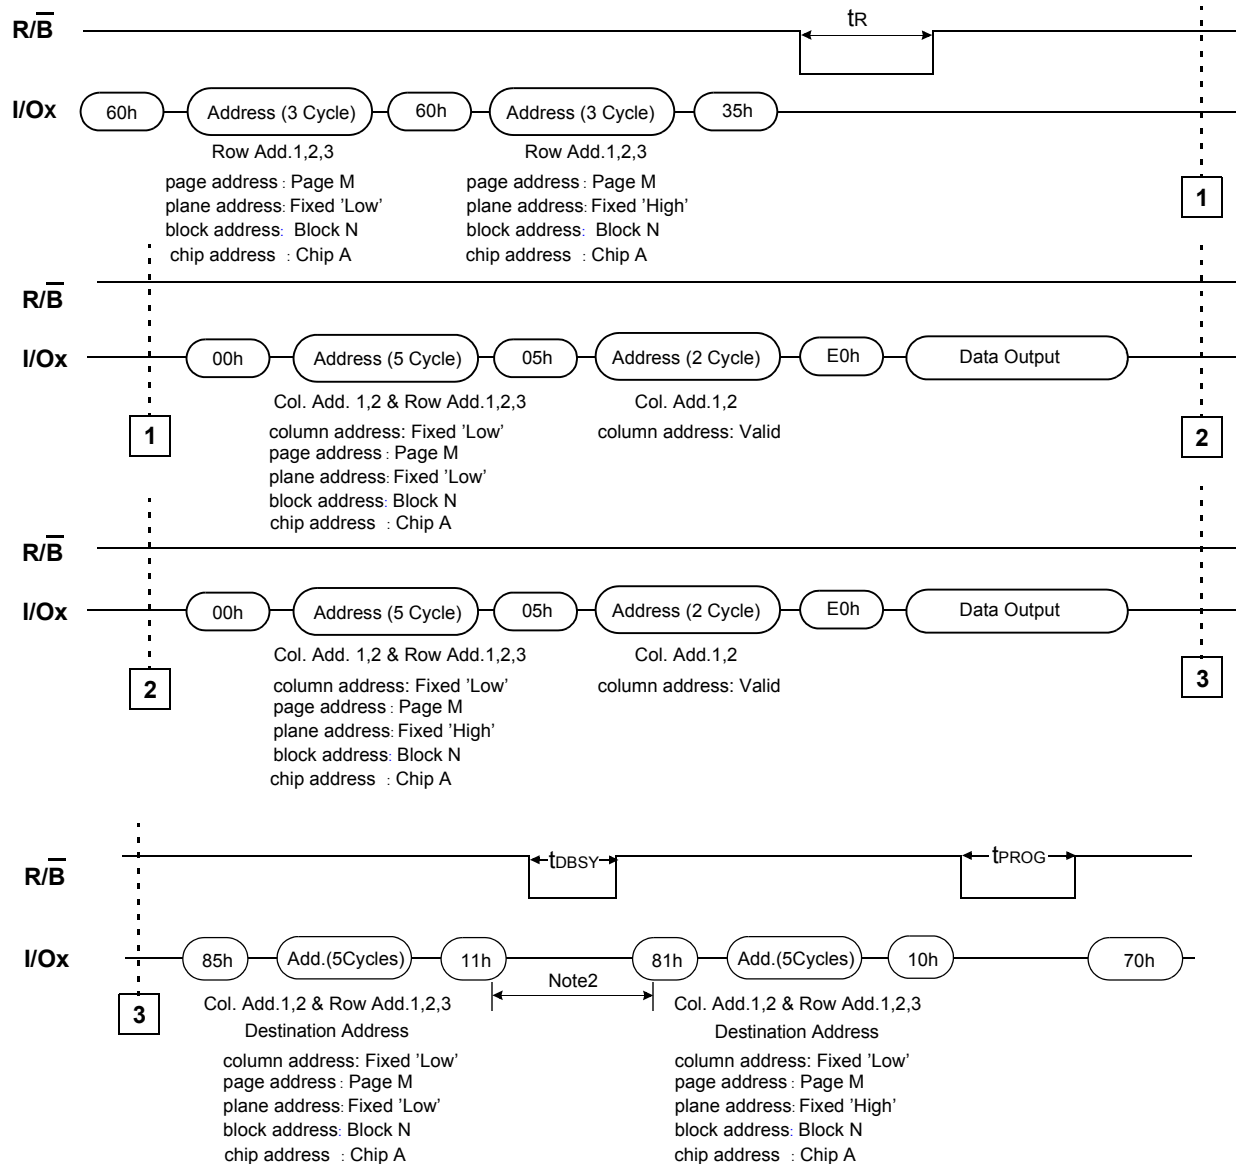 R/B̅ tR
I/Ox 60h Address (3 Cycle) 60h Address (3 Cycle) 35h
Row Add.1,2,3 Row Add.1,2,3
page address : Page M page address : Page M
plane address: Fixed 'Low' plane address: Fixed 'High'
block address: Block N block address: Block N
chip address : Chip A chip address : Chip A
1
R/B̅
I/Ox 00h Address (5 Cycle) 05h Address (2 Cycle) E0h Data Output
Col. Add. 1,2 & Row Add.1,2,3 Col. Add.1,2
column address: Fixed 'Low' column address: Valid
page address : Page M
plane address: Fixed 'Low'
block address: Block N
chip address : Chip A
1 2
R/B̅
I/Ox 00h Address (5 Cycle) 05h Address (2 Cycle) E0h Data Output
Col. Add. 1,2 & Row Add.1,2,3 Col. Add.1,2
column address: Fixed 'Low' column address: Valid
page address : Page M
plane address: Fixed 'High'
block address: Block N
chip address : Chip A
2 3
R/B̅ tDBSY tPROG
I/Ox 85h Add.(5Cycles) 11h Note2 81h Add.(5Cycles) 10h 70h
3 Col. Add.1,2 & Row Add.1,2,3 Col. Add.1,2 & Row Add.1,2,3
Destination Address Destination Address
column address: Fixed 'Low' column address: Fixed 'Low'
page address : Page M page address : Page M
plane address: Fixed 'Low' plane address: Fixed 'High'
block address: Block N block address: Block N
chip address : Chip A chip address : Chip A